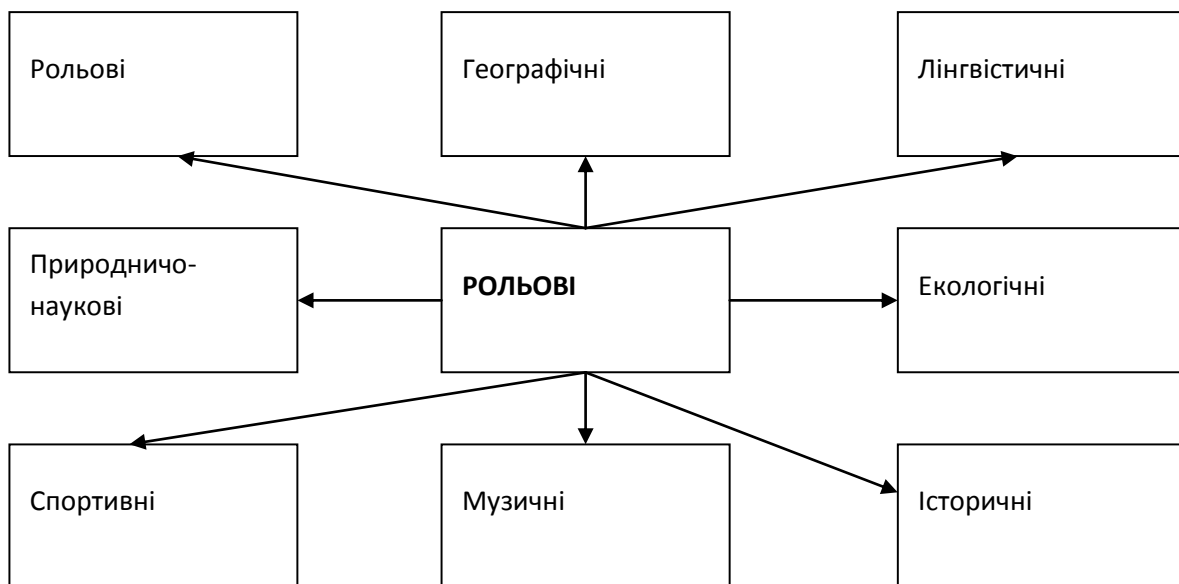 Рольові
Географічні
Лінгвістичні
Природничо-
наукові
РОЛЬОВІ
Екологічні
Спортивні
Музичні
Історичні